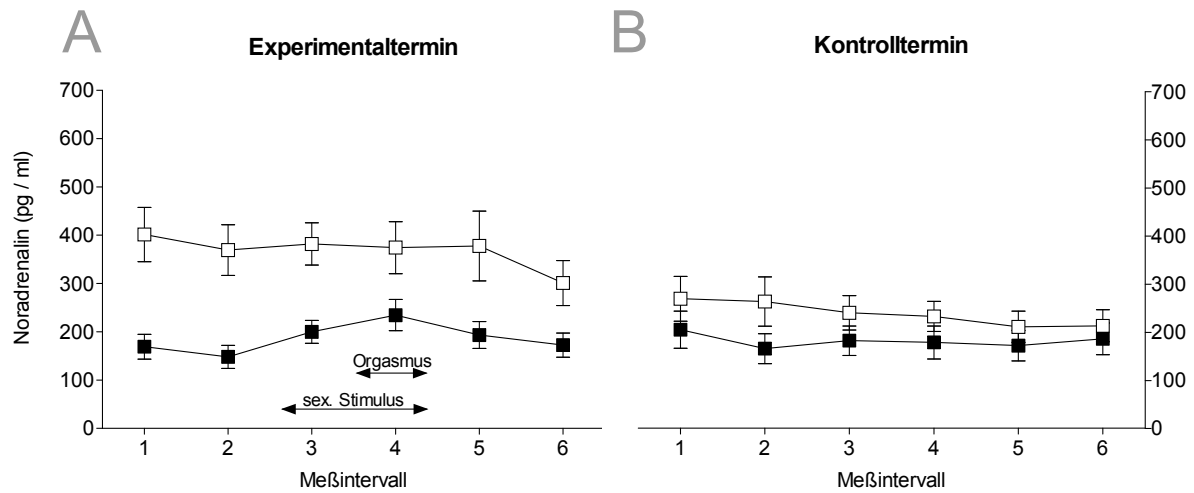 A
Experimentaltermin
700
600
500
400
300
200
100
0
Noradrenalin (pg / ml)
Orgasmus
sex. Stimulus
1 2 3 4 5 6
Meßintervall
B
Kontrolltermin
700
600
500
400
300
200
100
0
1 2 3 4 5 6
Meßintervall